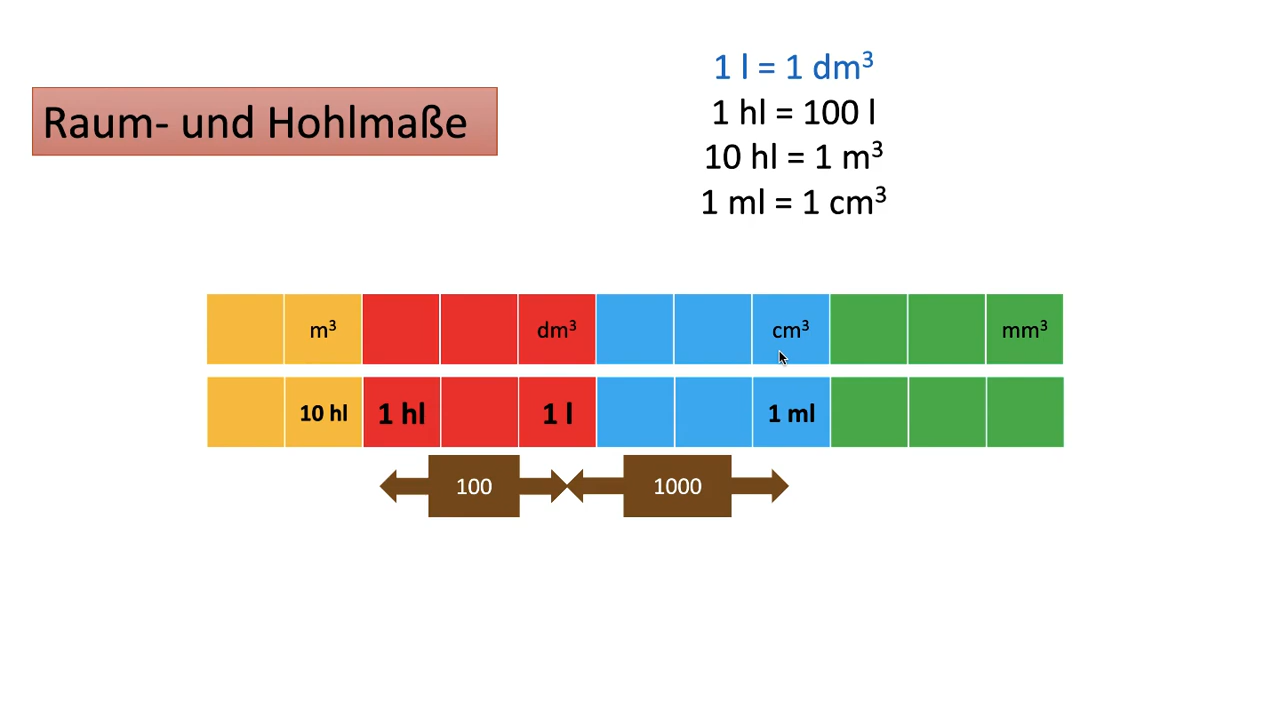 Raum- und Hohlmaße
1 l = 1 dm³
1 hl = 100 l
10 hl = 1 m³
1 ml = 1 cm³
m³ dm³ cm³ mm³
10 hl 1 hl 1 l 1 ml
100 1000